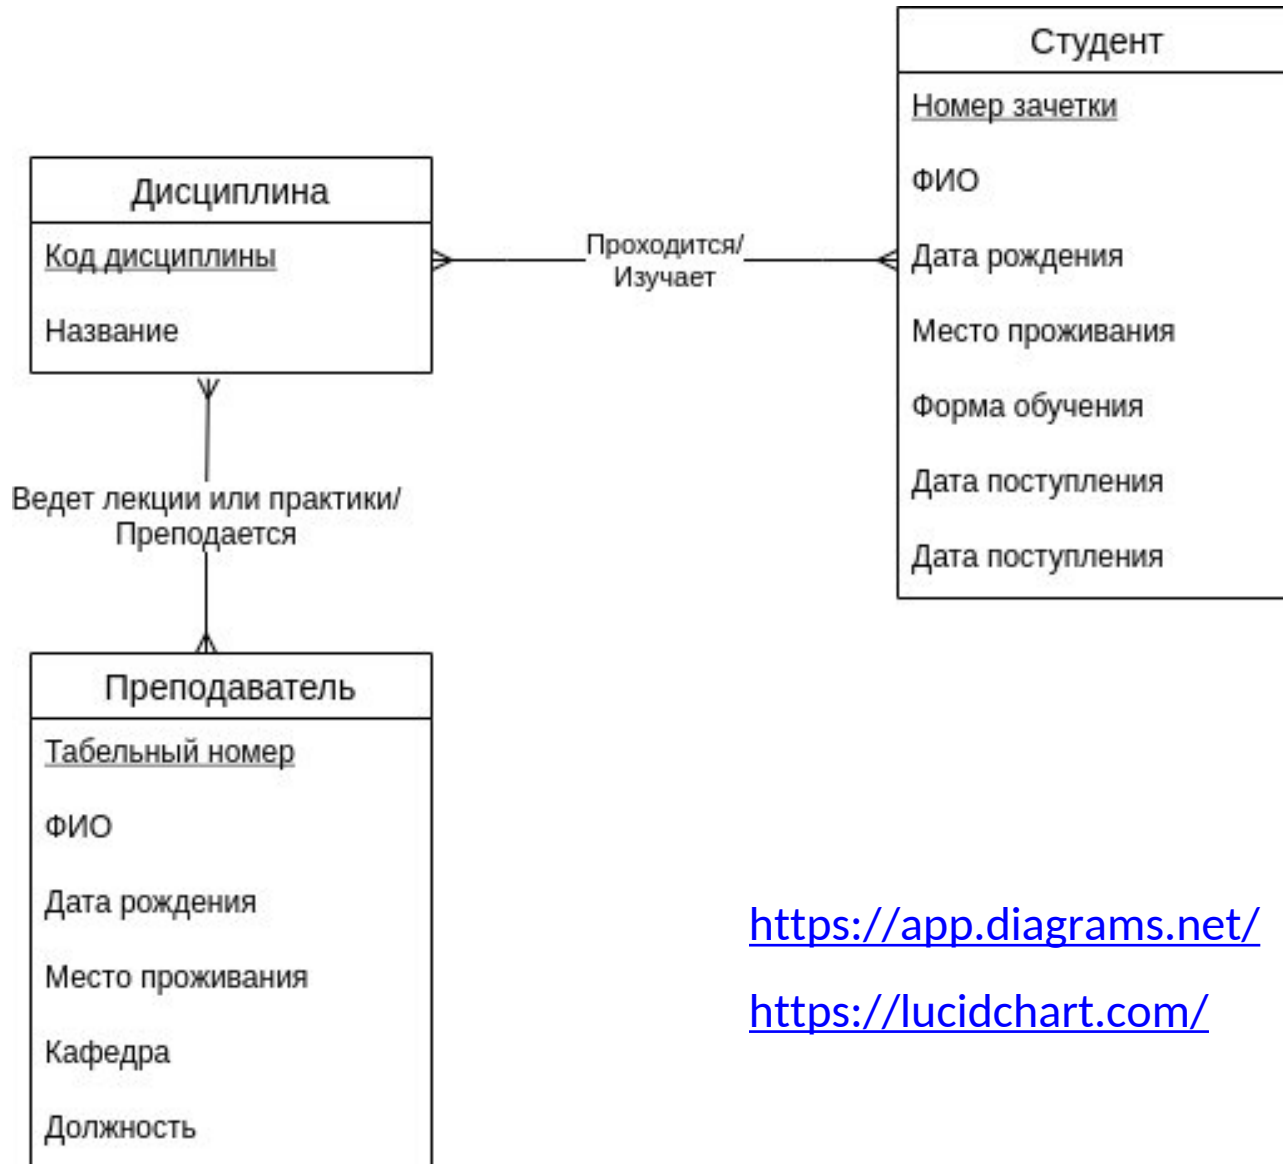 Студент
Номер зачетки
ФИО
Дата рождения
Место проживания
Форма обучения
Дата поступления
Дата поступления
Дисциплина
Код дисциплины
Название
Проходится/
Изучает
Ведет лекции или практики/
Преподается
Преподаватель
Табельный номер
ФИО
Дата рождения
Место проживания
Кафедра
Должность
https://app.diagrams.net/
https://lucidchart.com/